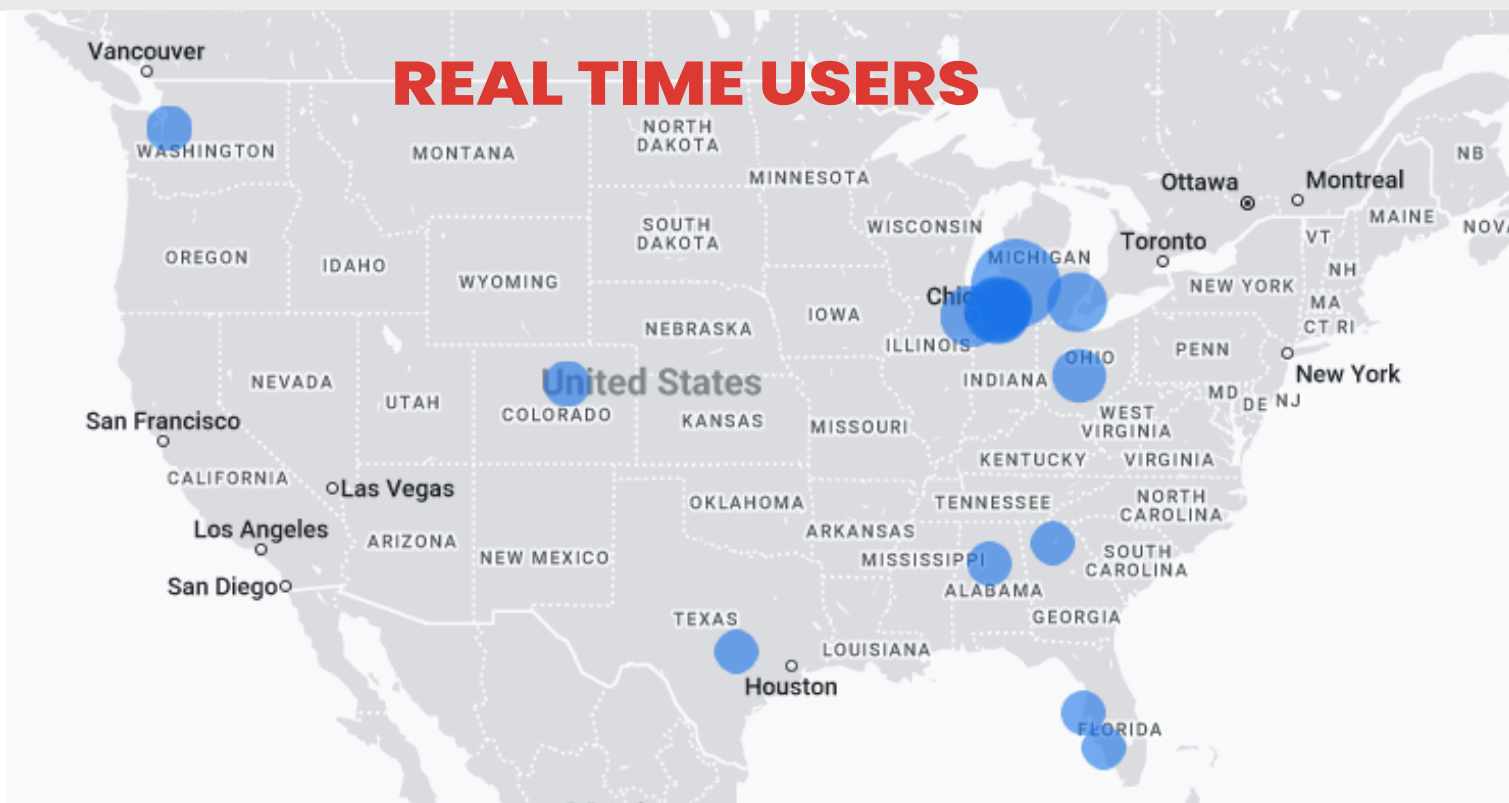 Vancouver
REAL TIME USERS
WASHINGTON
MONTANA
NORTH
DAKOTA
MINNESOTA
Ottawa
Montreal
NB
OREGON
IDAHO
WYOMING
SOUTH
DAKOTA
WISCONSIN
MICHIGAN
Toronto
VT
MAINE
NOVA
NH
NEW YORK
MA
CT RI
Chic
IOWA
NEBRASKA
ILLINOIS
OHIO
PENN
New York
NEVADA
UTAH
United States
COLORADO
KANSAS
MISSOURI
INDIANA
MD
DE
NJ
WEST
VIRGINIA
San Francisco
CALIFORNIA
Las Vegas
KENTUCKY
VIRGINIA
Los Angeles
ARIZONA
NEW MEXICO
OKLAHOMA
ARKANSAS
TENNESSEE
NORTH
CAROLINA
San Diego
MISSISSIPPI
ALABAMA
SOUTH
CAROLINA
GEORGIA
TEXAS
LOUISIANA
Houston
FLORIDA